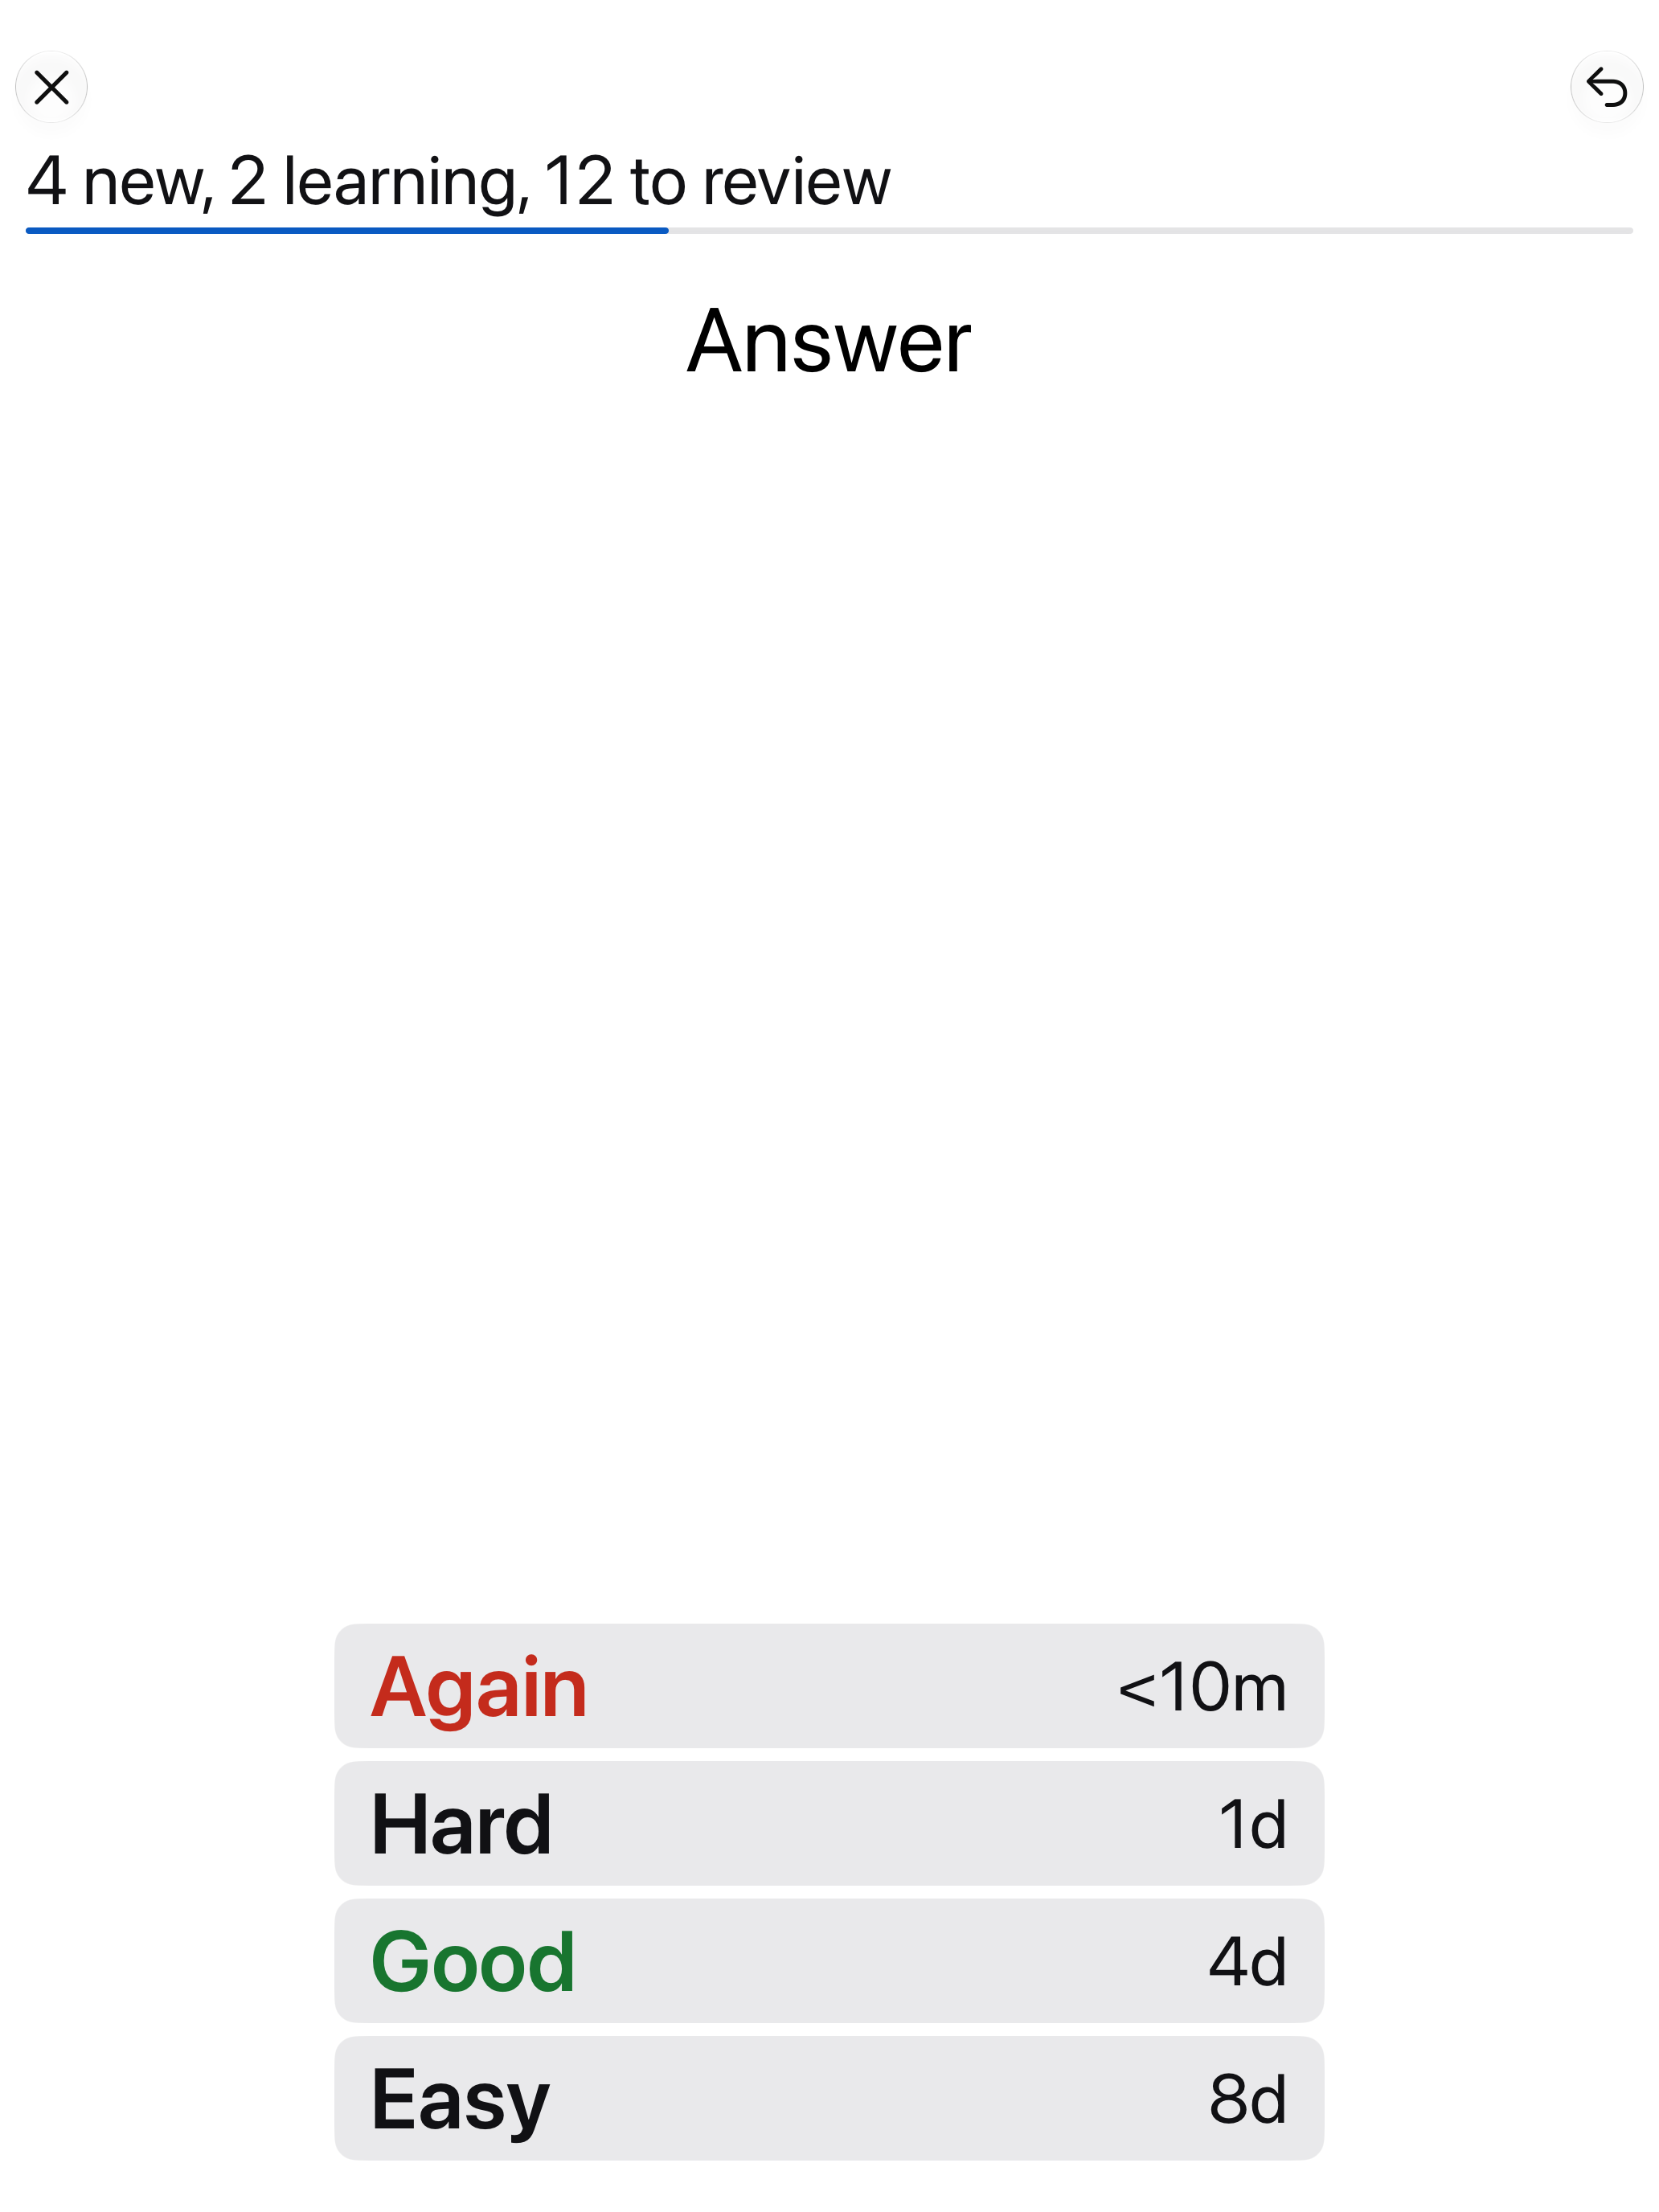 4 new, 2 learning, 12 to review
Answer
Again <10m
Hard 1d
Good 4d
Easy 8d